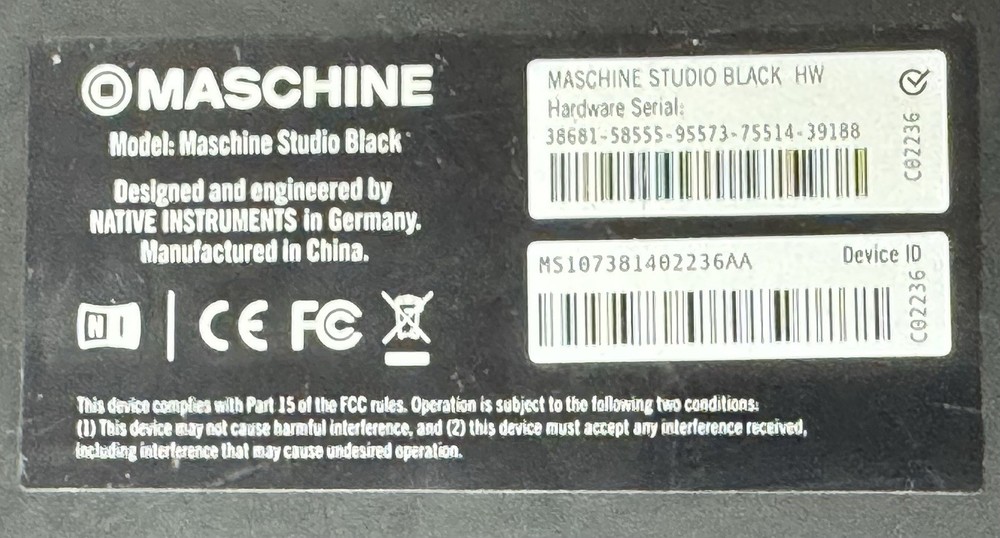 MASCHINE
Model: Maschine Studio Black
Designed and engineered by
NATIVE INSTRUMENTS in Germany.
Manufactured in China.
NI
CE FC
This device complies with Part 15 of the FCC rules. Operation is subject to the following two conditions:
(1) This device may not cause harmful interference, and (2) this device must accept any interference received,
including interference that may cause undesired operation.
MASCHINE STUDIO BLACK HW
Hardware Serial:
38681-58555-95573-75514-39188
C02236
MS107381402236AA
Device ID
C02236